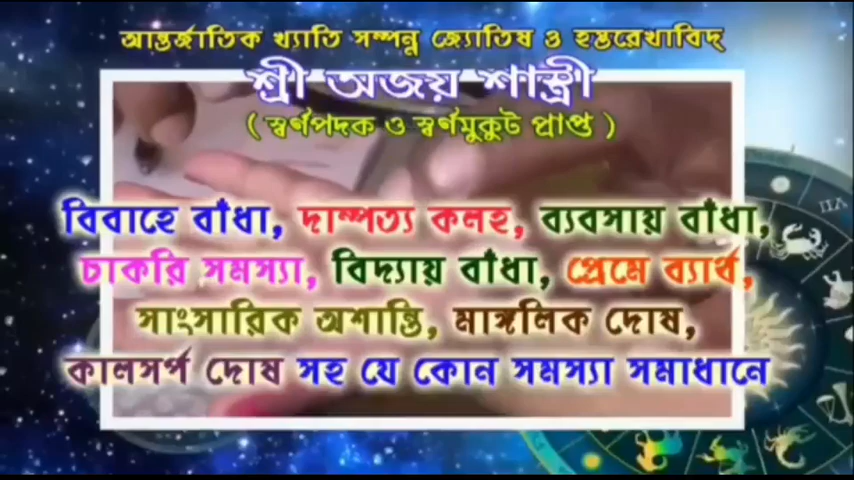 আন্তর্জাতিক খ্যাতি সম্পন্ন জ্যোতিষ ও হস্তরেখাবিদ্
শ্রী অজয় শাস্ত্রী
( স্বর্ণপদক ও স্বর্ণমুকুট প্রাপ্ত )
বিবাহে বাঁধা, দাম্পত্য কলহ, ব্যবসায় বাঁধা,
চাকরি সমস্যা, বিদ্যায় বাঁধা, প্রেমে ব্যার্থ,
সাংসারিক অশান্তি, মাঙ্গলিক দোষ,
কালসর্প দোষ সহ যে কোন সমস্যা সমাধানে